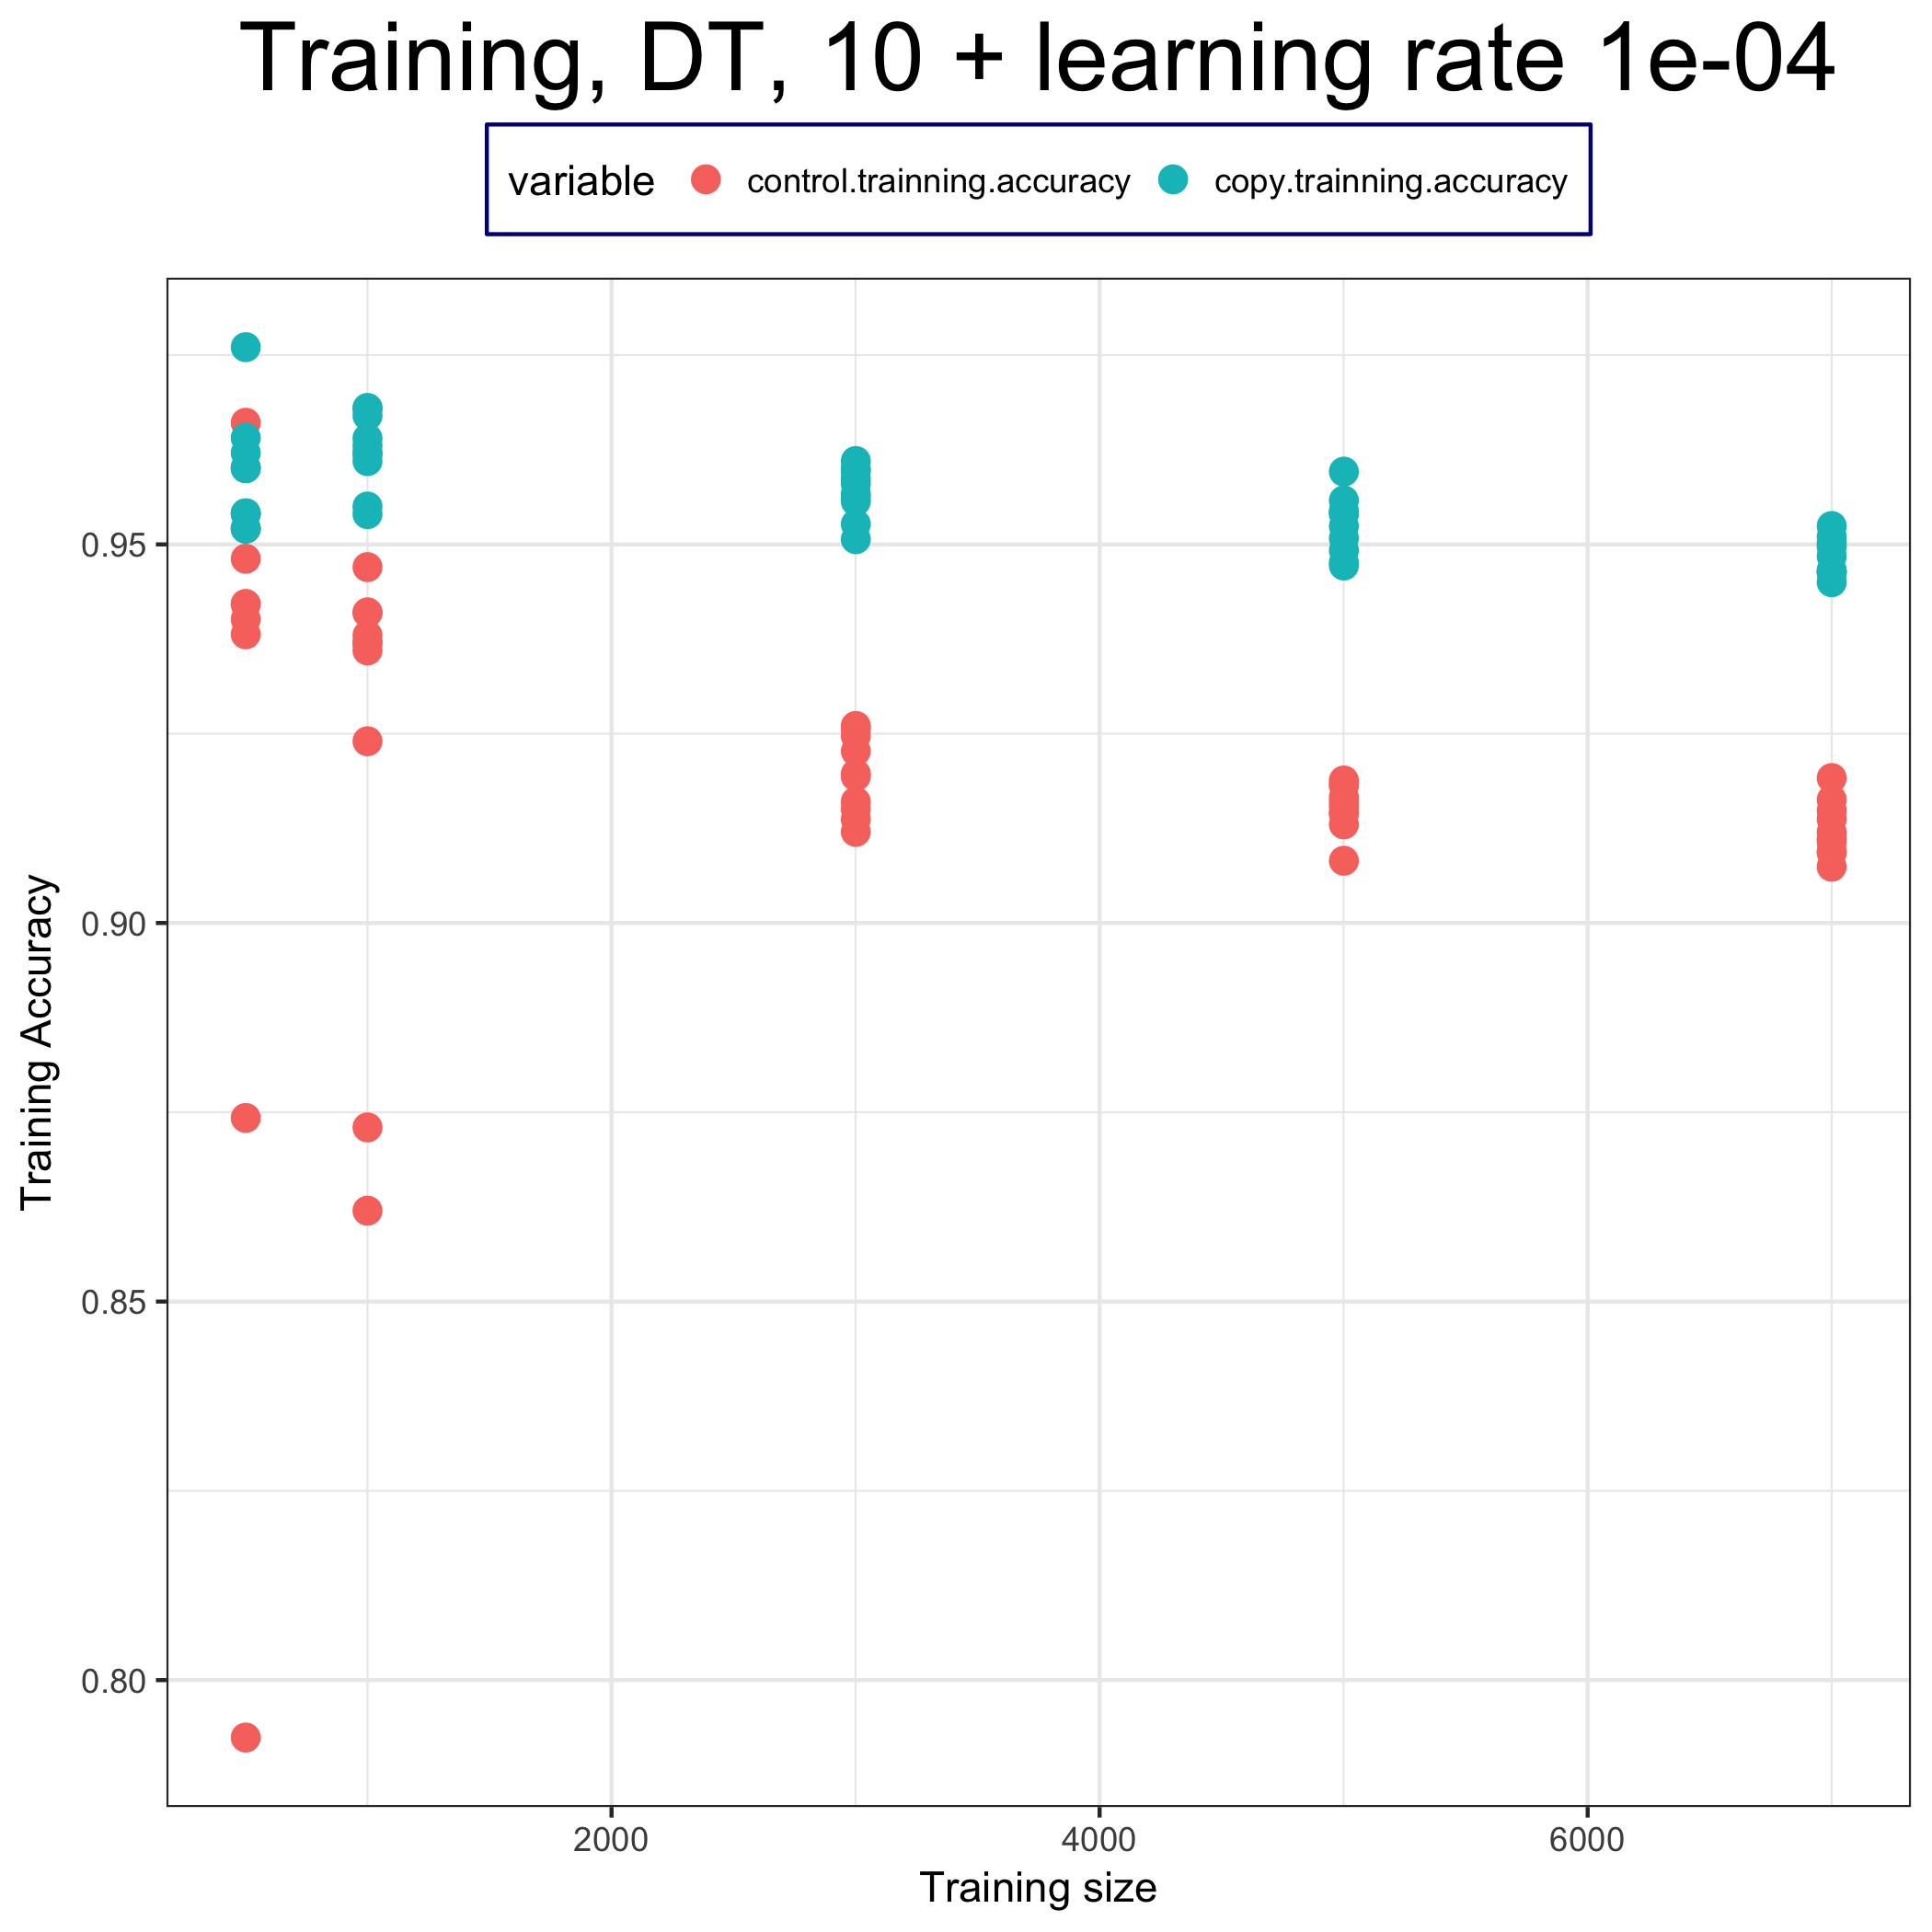 Training, DT, 10 + learning rate 1e-04
variable control.trainning.accuracy copy.trainning.accuracy
Training Accuracy
0.95
0.90
0.85
0.80
2000 4000 6000
Training size